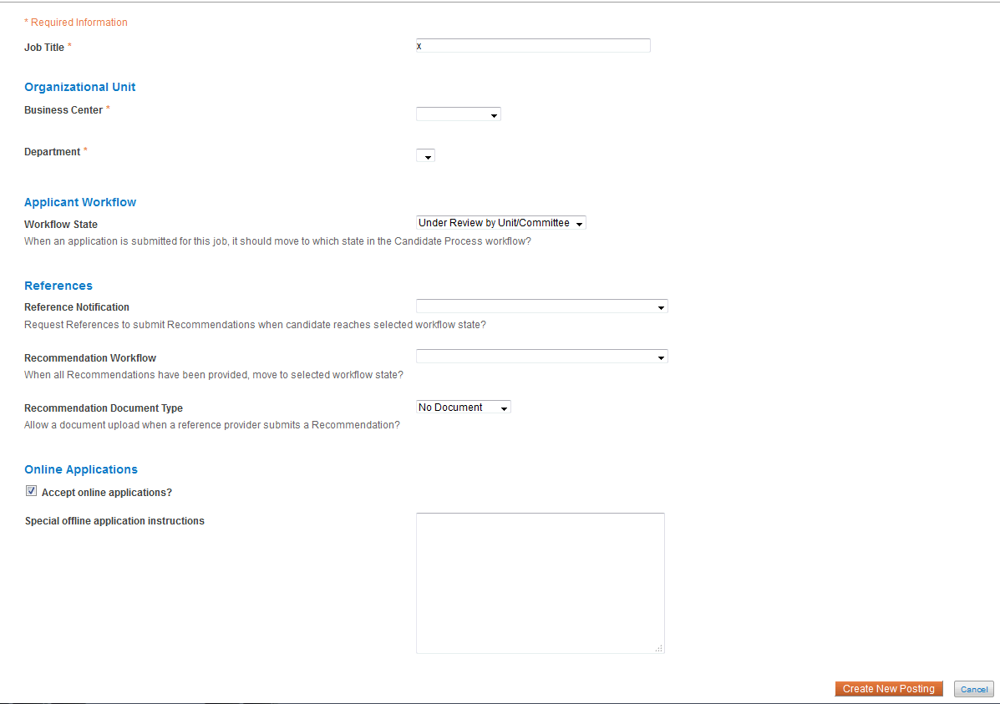 * Required Information
Job Title *
x
Organizational Unit
Business Center *
Department *
Applicant Workflow
Workflow State
Under Review by Unit/Committee
When an application is submitted for this job, it should move to which state in the Candidate Process workflow?
References
Reference Notification
Request References to submit Recommendations when candidate reaches selected workflow state?
Recommendation Workflow
When all Recommendations have been provided, move to selected workflow state?
Recommendation Document Type
No Document
Allow a document upload when a reference provider submits a Recommendation?
Online Applications
Accept online applications?
Special offline application instructions
Create New Posting
Cancel